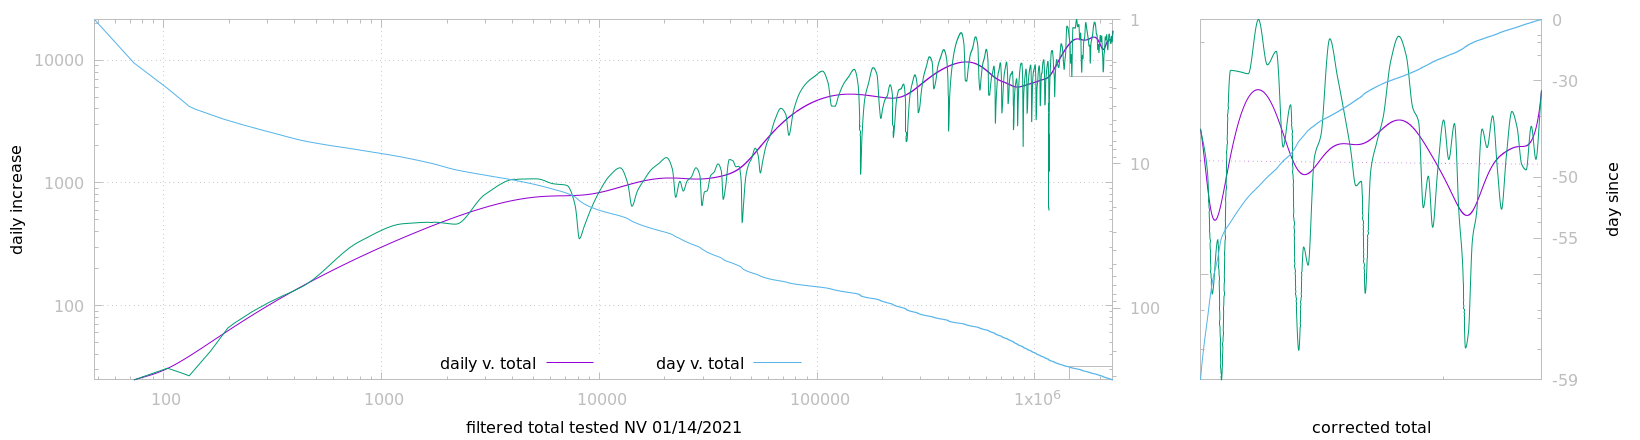 daily increase
10000
1000
100
1
10
100
daily v. total
day v. total
100
1000
10000
100000
1x10⁶
filtered total tested NV 01/14/2021
0
-30
-50
-55
-59
day since
corrected total